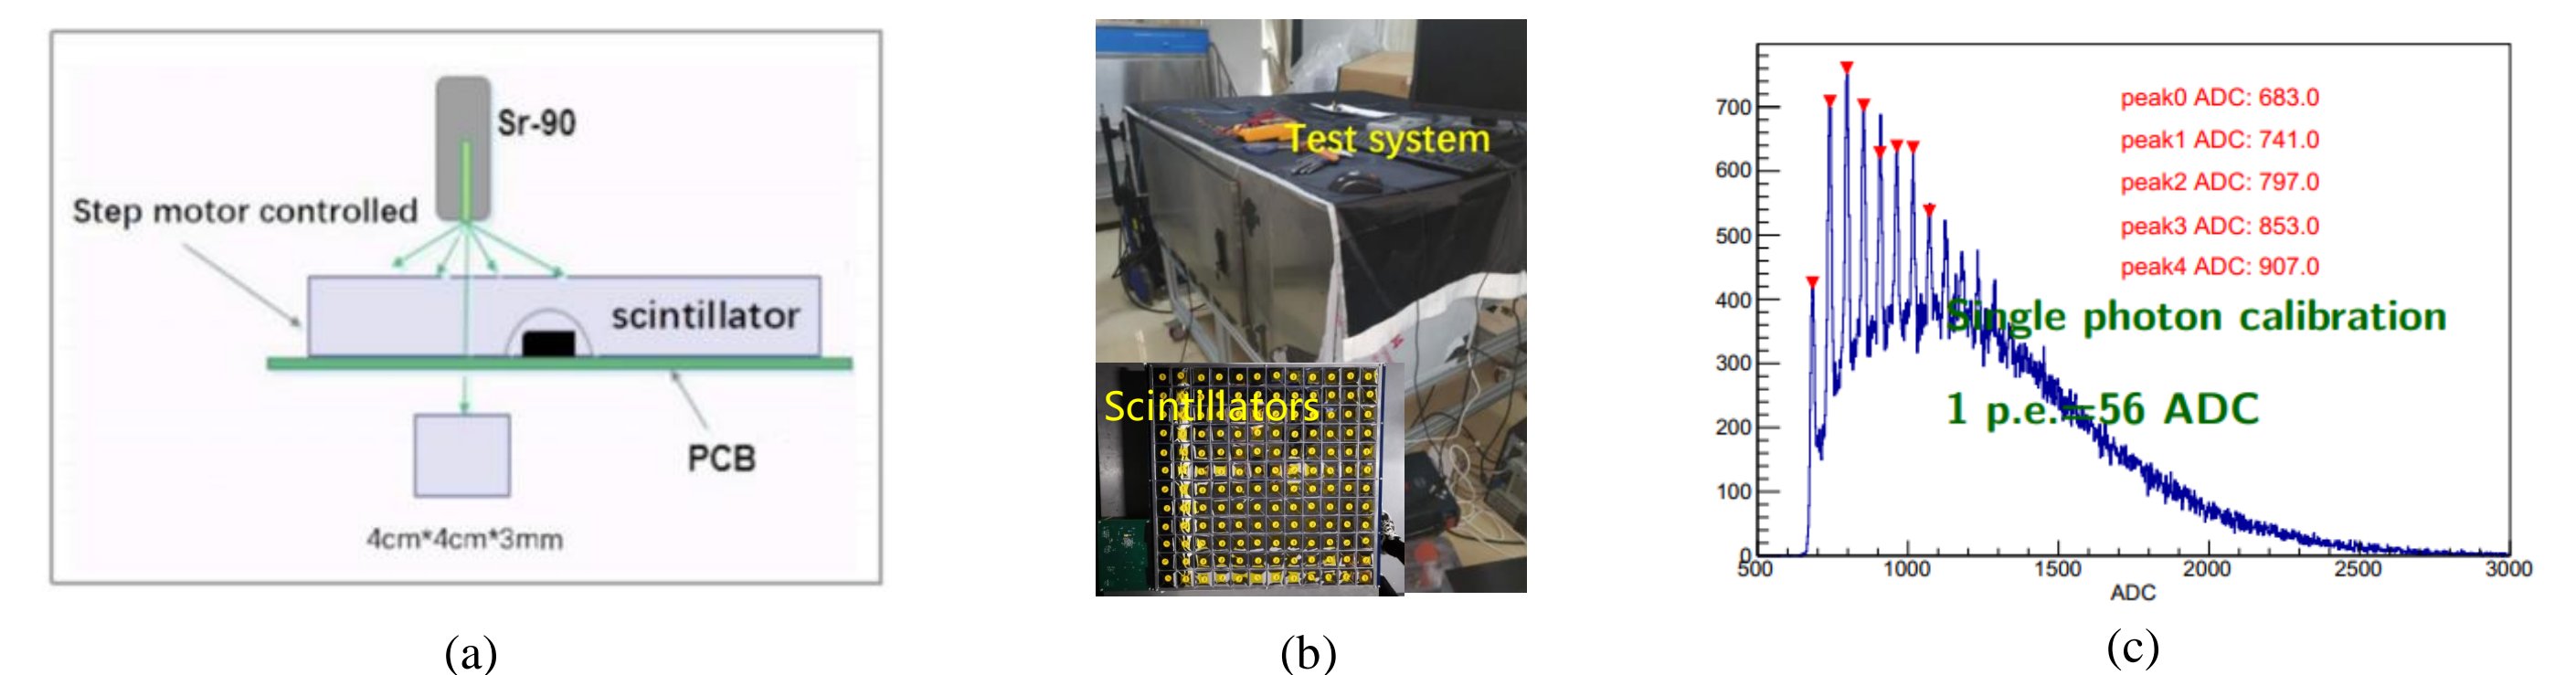 Sr-90
Step motor controlled
scintillator
PCB
4cm*4cm*3mm
(a)
Test system
Scintillators
(b)
peak0 ADC: 683.0
peak1 ADC: 741.0
peak2 ADC: 797.0
peak3 ADC: 853.0
peak4 ADC: 907.0
Single photon calibration
1 p.e.=56 ADC
700
600
500
400
300
200
100
0
500 1000 1500 2000 2500 3000
ADC
(c)